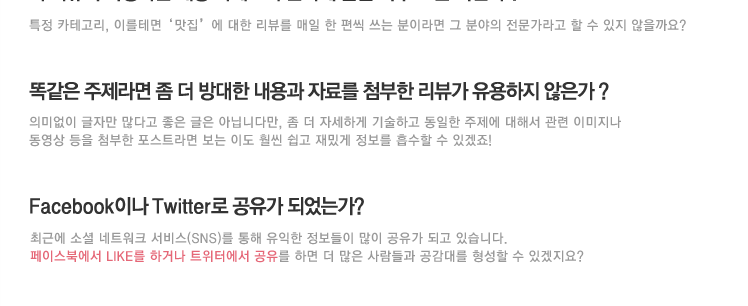 특정 카테고리, 이를테면 '맛집' 에 대한 리뷰를 매일 한 편씩 쓰는 분이라면 그 분야의 전문가라고 할 수 있지 않을까요?
똑같은 주제라면 좀 더 방대한 내용과 자료를 첨부한 리뷰가 유용하지 않은가 ?
의미없이 글자만 많다고 좋은 글은 아닙니다만, 좀 더 자세하게 기술하고 동일한 주제에 대해서 관련 이미지나
동영상 등을 첨부한 포스트라면 보는 이도 훨씬 쉽고 재밌게 정보를 흡수할 수 있겠죠!
Facebook이나 Twitter로 공유가 되었는가?
최근에 소셜 네트워크 서비스(SNS)를 통해 유익한 정보들이 많이 공유가 되고 있습니다.
페이스북에서 LIKE를 하거나 트위터에서 공유를 하면 더 많은 사람들과 공감대를 형성할 수 있겠지요?